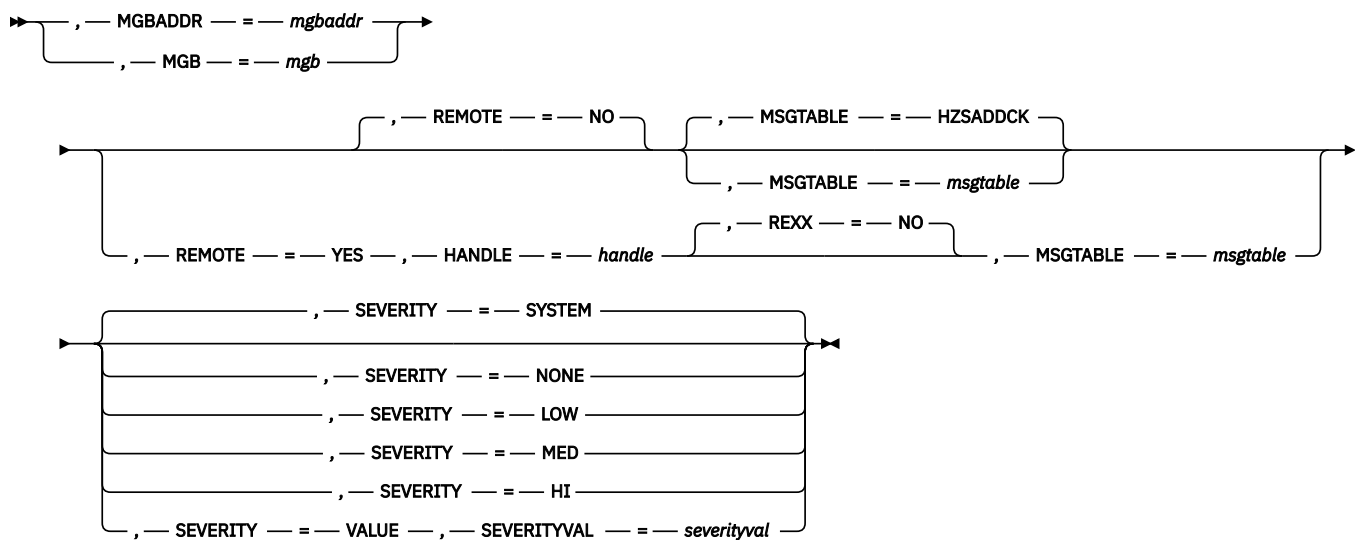 , MGBADDR = mgbaddr
, MGB = mgb
, REMOTE = NO , MSGTABLE = HZSADDCK
, MSGTABLE = msgtable
, REXX = NO
, REMOTE = YES , HANDLE = handle , MSGTABLE = msgtable
, SEVERITY = SYSTEM
, SEVERITY = NONE
, SEVERITY = LOW
, SEVERITY = MED
, SEVERITY = HI
, SEVERITY = VALUE , SEVERITYVAL = severityval